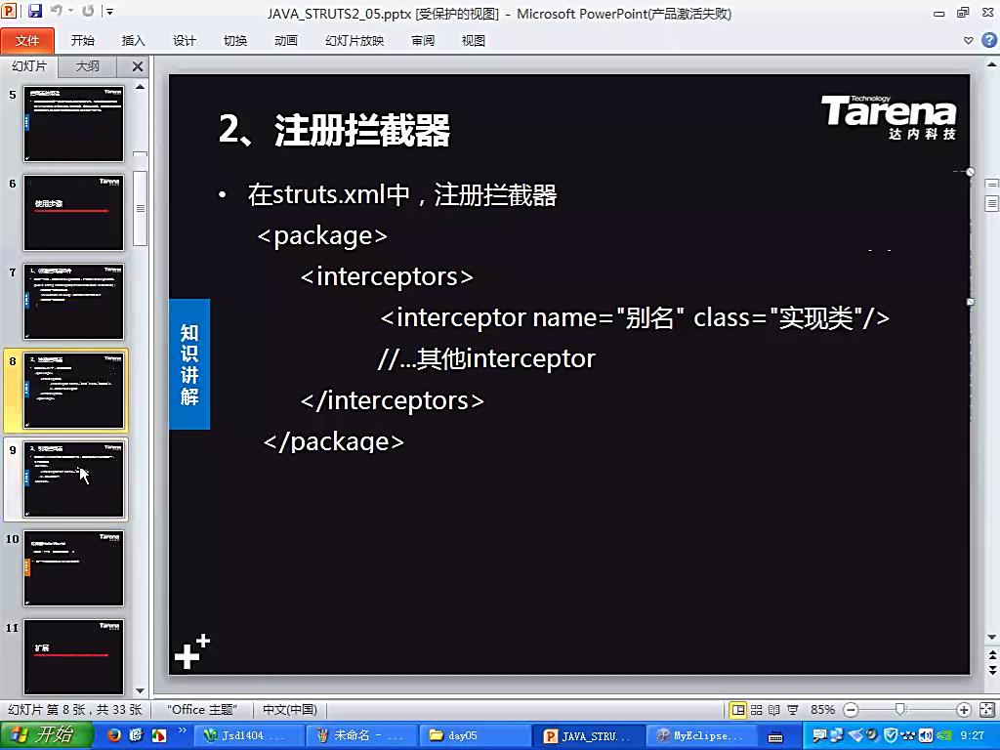 JAVA_STRUTS2_05.pptx [受保护的视图] - Microsoft PowerPoint(产品激活失败)
文件 开始 插入 设计 切换 动画 幻灯片放映 审阅 视图
幻灯片 大纲
5
6
使用步骤
7
8
9
10
11
扩展
Technology
Tarena
达内科技
2、注册拦截器
• 在struts.xml中，注册拦截器
<package>
<interceptors>
<interceptor name="别名" class="实现类"/>
//...其他interceptor
</interceptors>
</package>
知识讲解
幻灯片 第 8 张，共 33 张 "Office 主题" 中文(中国) 85%
开始 Jsd1404 ... 未命名 - ... day05 JAVA_STRU... MyEclipse... 9:27